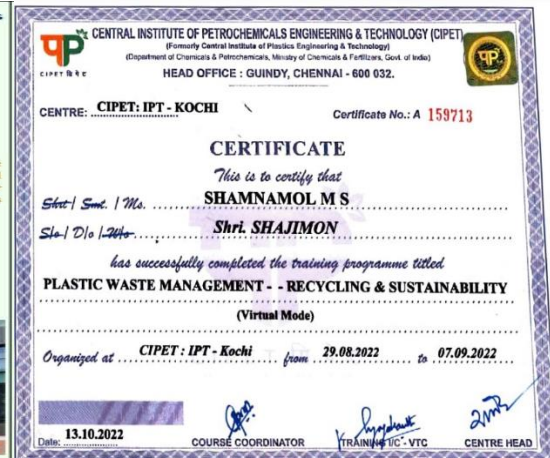 CENTRAL INSTITUTE OF PETROCHEMICALS ENGINEERING & TECHNOLOGY (CIPET)
(Formerly Central Institute of Plastics Engineering & Technology)
(Department of Chemicals & Petrochemicals, Ministry of Chemicals & Fertilizers, Govt. of India)
HEAD OFFICE : GUINDY, CHENNAI - 600 032.
CENTRE: CIPET: IPT - KOCHI
Certificate No.: A 159713
CERTIFICATE
This is to certify that
Shri / Smt. / Ms. SHAMNAMOL M S
S/o / D/o / W/o Shri. SHAJIMON
has successfully completed the training programme titled
PLASTIC WASTE MANAGEMENT - - RECYCLING & SUSTAINABILITY
(Virtual Mode)
Organized at CIPET : IPT - Kochi from 29.08.2022 to 07.09.2022
Date: 13.10.2022
COURSE COORDINATOR
TRAINING I/C - VTC
CENTRE HEAD